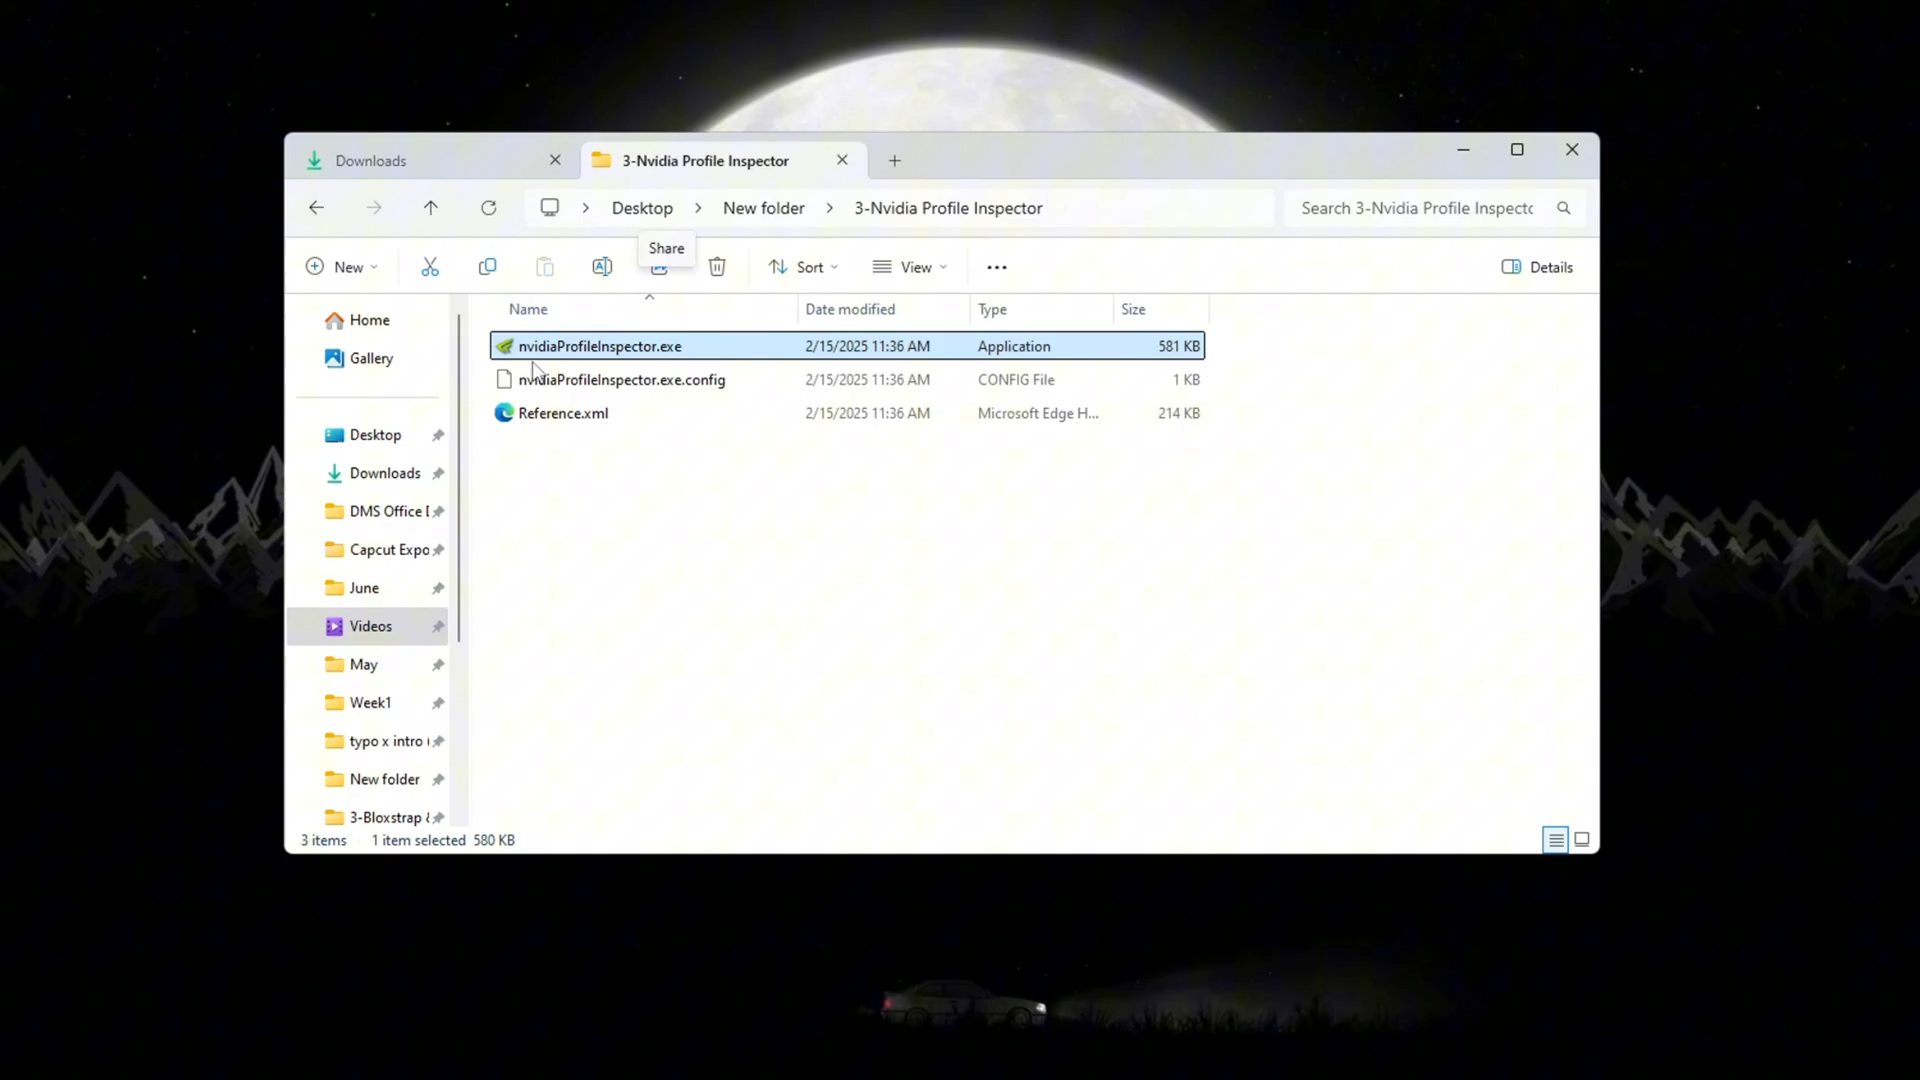 Downloads
3-Nvidia Profile Inspector
Desktop
New folder
3-Nvidia Profile Inspector
Search 3-Nvidia Profile Inspectc
Share
New
Sort
View
Details
Name
Date modified
Type
Size
nvidiaProfileInspector.exe
2/15/2025 11:36 AM
Application
581 KB
nvidiaProfileInspector.exe.config
2/15/2025 11:36 AM
CONFIG File
1 KB
Reference.xml
2/15/2025 11:36 AM
Microsoft Edge H...
214 KB
Home
Gallery
Desktop
Downloads
DMS Office
Capcut Expo
June
Videos
May
Week1
typo x intro
New folder
3-Bloxstrap
3 items
1 item selected 580 KB